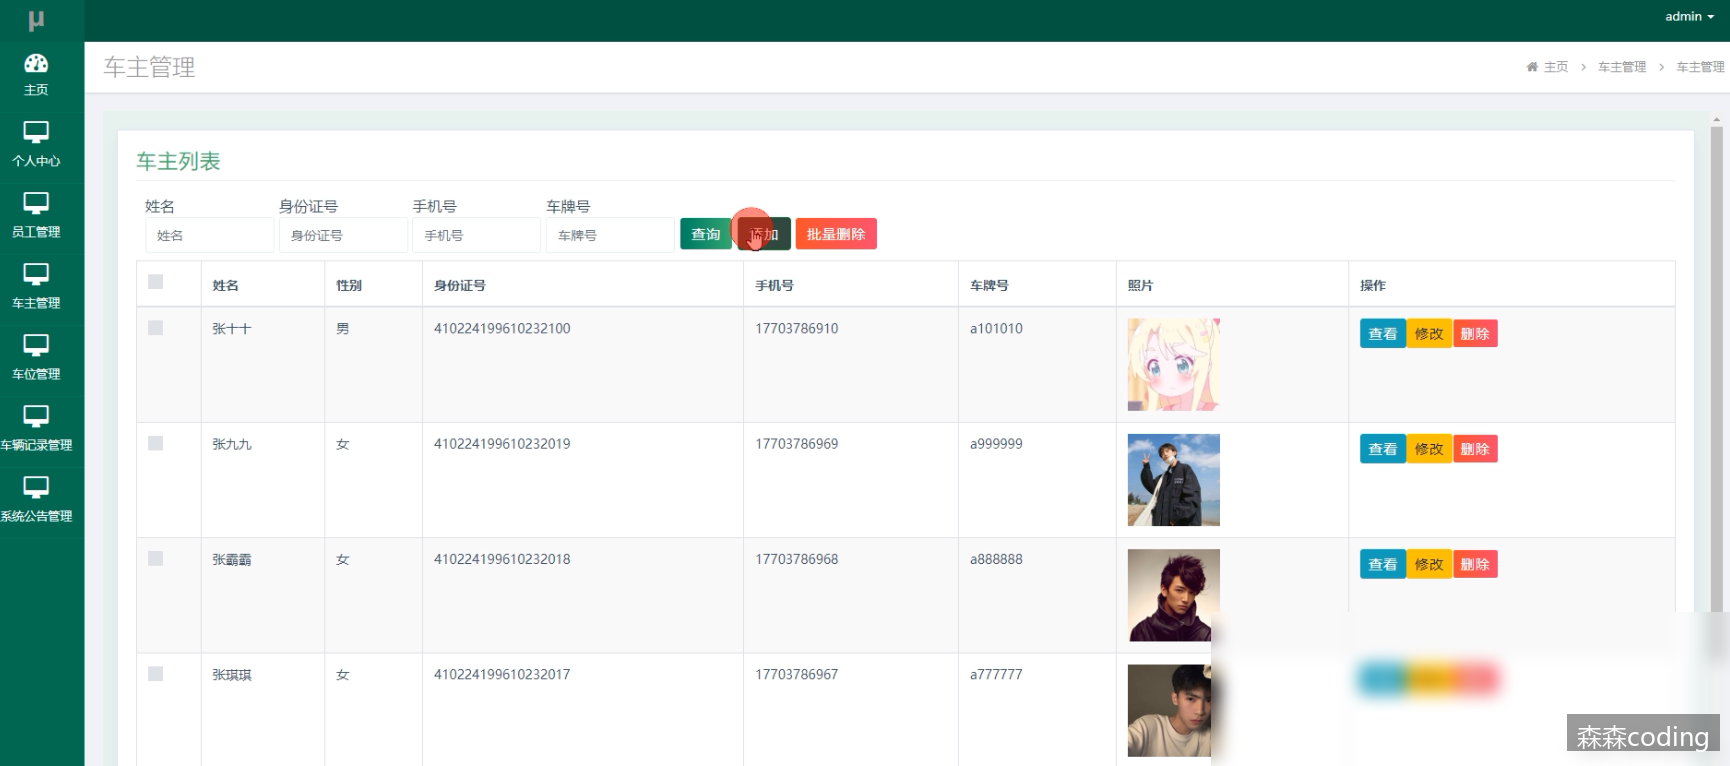 µ
admin
主页
个人中心
员工管理
车主管理
车位管理
车辆记录管理
系统公告管理
车主管理
主页 > 车主管理 > 车主管理
车主列表
姓名 身份证号 手机号 车牌号
姓名 身份证号 手机号 车牌号 查询 添加 批量删除
姓名 性别 身份证号 手机号 车牌号 照片 操作
张十十 男 410224199610232100 17703786910 a101010 查看 修改 删除
张九九 女 410224199610232019 17703786969 a999999 查看 修改 删除
张霸霸 女 410224199610232018 17703786968 a888888 查看 修改 删除
张琪琪 女 410224199610232017 17703786967 a777777
森森coding